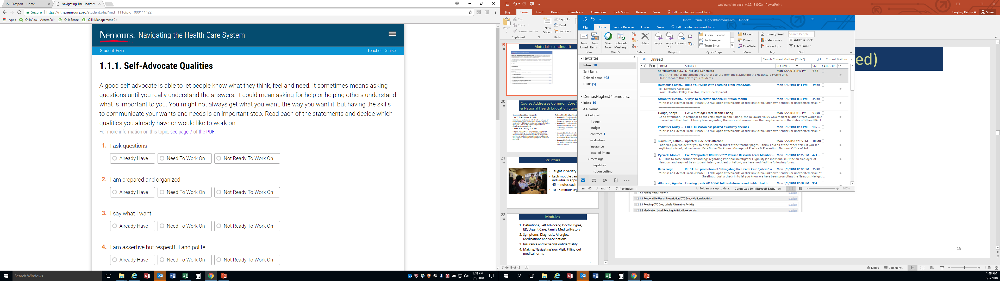 Passport – Home
Navigating The Healthca
Secure | https://nths.nemours.org/student.php?mid=111&pid=000111422
Apps QlikView - AccessPoi Qlik Sense Qlik Management Co
Nemours. Navigating the Health Care System
Student: Fran Teacher: Denise
1.1.1. Self-Advocate Qualities
A good self advocate is able to let people know what they think, feel and need. It sometimes means asking
questions until you really understand the answers. It could mean asking for help or helping others understand
what is important to you. You might not always get what you want, the way you want it, but having the skills
to communicate your wants and needs is an important step. Read each of the statements and decide which
qualities you already have or would like to work on.
For more information on this topic, see page 7 of the PDF.
1. I ask questions
Already Have Need To Work On Not Ready To Work On
2. I am prepared and organized
Already Have Need To Work On Not Ready To Work On
3. I say what I want
Already Have Need To Work On Not Ready To Work On
4. I am assertive but respectful and polite
Already Have Need To Work On Not Ready To Work On
Search Windows
1:48 PM
3/5/2018
webinar slide deck- v 3.2.18 (002) - PowerPoint
File Home Insert Design Transitions Animations Slide Show Review View Tell me what you want to do...
Hughes, Denise A. Share
Paste
Cut
Copy
Format Painter
Clipboard
New
Slide
Layout
Reset
Section
Slides
19
Materials (continued)
20
Course Addresses Common Core S
& National Health Education Stand
Common Core State Standards
21
Structure
Taught in variety
Each module can
individually appro
45 minutes each
10-15 minute seg
22
Modules
1. Definitions, Self Advocacy, Doctor Types,
ED/Urgent Care, Family Medical History
2. Symptoms, Diagnosis, Allergies,
Medications and Vaccinations
3. Insurance and Privacy/Confidentiality
4. Making/Navigating Your Visit, Filling out
medical forms
Slide 19 of 42
Inbox - Denise.Hughes@nemours.org - Outlook
File Home Send / Receive Folder View Tell me what you want to do...
New
Email
New
Items
New
Meet
Now
Schedule
Meeting
WebEx
Delete
Delete
Reply
Reply
All
Forward
Respond
Audio CI event
To Manager
Team Email
Quick Steps
Move
Rules
OneNote
Move
Unread/ Read
Categorize
Follow Up
Tags
Search People
Address Book
Filter Email
Find
Favorites
Inbox 10
Sent Items
Deleted Items 408
Drafts [5]
Denise.Hughes@nemours....
Inbox 10
1. Norma
Colonial
1 pager
budget
contract 1
evaluation
insurance
letter of intent
meetings
legislative
ribbon cutting
All Unread
Search Current Mailbox (Ctrl+E) Current Mailbox
FROM SUBJECT RECEIVED SIZE CATEGOR...
noreply@nemour... NTHS: Link Generated Mon 3/5/2018 1:47 PM 6 KB
This is the link for the activities you chose to use from the Navigating the Healthcare System unit.
Please forward this link to your students:
[Nemours Comm... Build Your Skills With Learning From Lynda.com. Mon 3/5/2018 1:41 PM 49 KB
To: Nemours Associates
From: Heather Kelley, Director, Talent Development
Action for Health... 5 ways to celebrate National Nutrition Month Mon 3/5/2018 1:30 PM 35 KB
**This is an External Email - Please DO NOT open attachments or click links from unknown senders or unexpected email. **
Hough, Sonya FW: A Message From Debbie Chang Mon 3/5/2018 1:19 PM 93 KB
Good afternoon, In response to the email from Debbie Chang, the Delaware Valley Government relations team would like
to meet with the Health Literacy team regarding the work and connections that may be made in the states of NJ and PA. I
Pediatrics Today ... CDC: Flu season has peaked as activity declines Mon 3/5/2018 1:13 PM 106 ...
**This is an External Email - Please DO NOT open attachments or click links from unknown senders or unexpected email. **
Blackburn, Kathle... updated slide deck attached Mon 3/5/2018 12:35 PM 10 MB
I added a placeholder for you to drop in screen shots of the teacher pages. I think I did all of the other items. If you see
anything I missed, let me know. Kate Burke Blackburn Manager of Practice & Prevention National Office of Pol...
Pyewell, Monica FW: ***Important IRB Notice*** Revised Research Team Member ... Mon 3/5/2018 12:35 PM 423 ...
1. Due to some misunderstandings regarding Principal Investigator Eligibility (an individual must be an employee of
Nemours and may not be a student, intern, resident or fellow), we have modified the following forms:...
Rena Large Re: SAHRC promotion of "Navigating the Health Care System" w... Mon 3/5/2018 12:32 PM 35 KB
**This is an External Email - Please DO NOT open attachments or click links from unknown senders or unexpected email. **
Greetings, Just a check in to let you know we have been promoting the Nemours Navigati...
Atkinson, Aguida Emailing: peds.2017-3848.full-Pediatricians and Public Health Mon 3/5/2018 12:08 PM 954 ...
Items: 40 Unread: 10 Reminders: 1 All folders are up to date. Connected to: Microsoft Exchange 100%
ed)
1.3.1 Family Health History preview
2.1.1 Responsible Use of Prescription/OTC Drugs Optional Activity preview
2.2.1 Reading OTC Drug Labels Alternative Activity preview
2.2.2 Medication Label Reading Activity Book Version preview
19
Notes Comments 113%
1:48 PM
3/5/2018